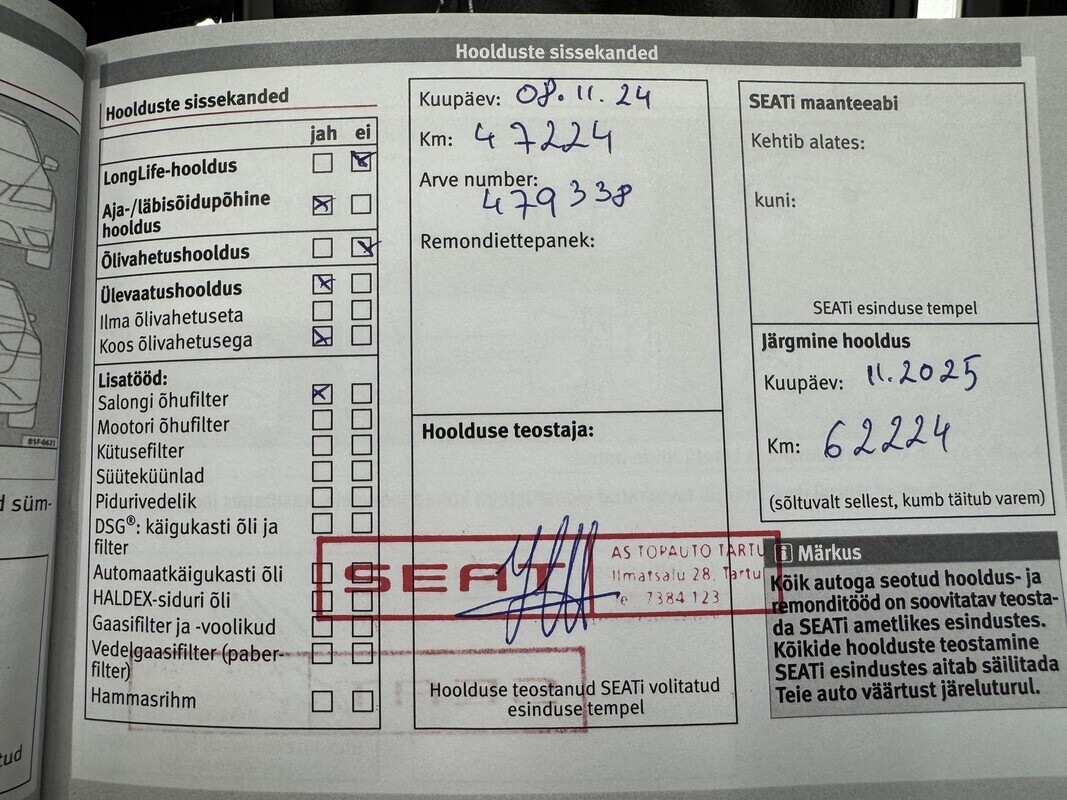 Hoolduste sissekanded
Hoolduste sissekanded
jah ei
LongLife-hooldus
Aja-/läbisõidupõhine
hooldus
Õlivahetushooldus
Ülevaatushooldus
Ilma õlivahetuseta
Koos õlivahetusega
Lisatööd:
Salongi õhufilter
Mootori õhufilter
Kütusefilter
Süüteküünlad
Pidurivedelik
DSG®: käigukasti õli ja
filter
Automaatkäigukasti õli
HALDEX-siduri õli
Gaasifilter ja -voolikud
Vedelgaasifilter (paber-
filter)
Hammasrihm
Kuupäev: 08.11.24
Km: 47224
Arve number:
479338
Remondiettepanek:
Hoolduse teostaja:
SEAT
AS TOPAUTO TARTU
Ilmatsalu 28. Tartu
Tel 7384 123
Hoolduse teostanud SEATi volitatud
esinduse tempel
SEATi maanteeabi
Kehtib alates:
kuni:
SEATi esinduse tempel
Järgmine hooldus
Kuupäev: 11.2025
Km: 62224
(sõltuvalt sellest, kumb täitub varem)
i Märkus
Kõik autoga seotud hooldus- ja
remonditööd on soovitatav teosta-
da SEATi ametlikes esindustes.
Kõikide hoolduste teostamine
SEATi esindustes aitab säilitada
Teie auto väärtust järeluturul.
BSF-0621
d süm-
tud